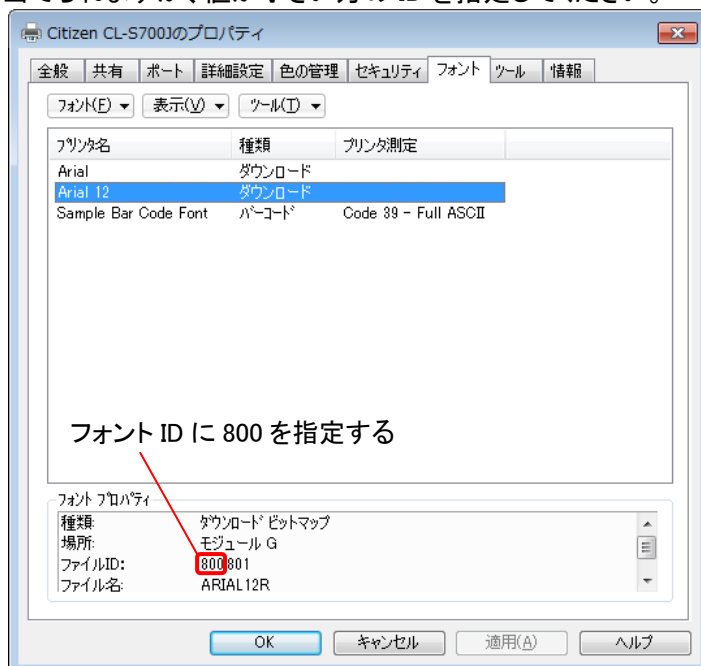 Citizen CL-S700Jのプロパティ
全般 共有 ポート 詳細設定 色の管理 セキュリティ フォント ツール 情報
フォント(F) 表示(V) ツール(T)
プリンタ名 種類 プリンタ測定
Arial ダウンロード
Arial 12 ダウンロード
Sample Bar Code Font バーコード Code 39 - Full ASCII
フォント ID に 800 を指定する
フォント プロパティ
種類: ダウンロード ビットマップ
場所: モジュール G
ファイルID: 800 801
ファイル名: ARIAL12R
OK キャンセル 適用(A) ヘルプ